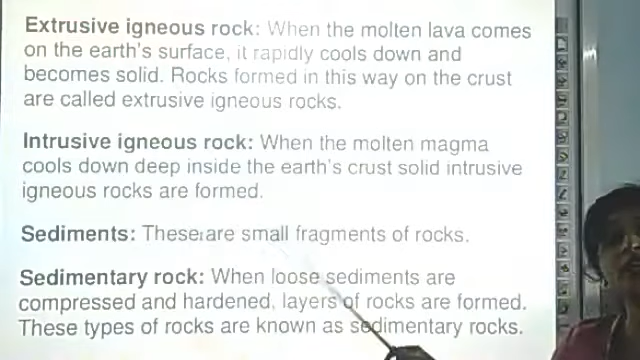 Extrusive igneous rock: When the molten lava comes
on the earth's surface, it rapidly cools down and
becomes solid. Rocks formed in this way on the crust
are called extrusive igneous rocks.
Intrusive igneous rock: When the molten magma
cools down deep inside the earth's crust solid intrusive
igneous rocks are formed.
Sediments: These are small fragments of rocks.
Sedimentary rock: When loose sediments are
compressed and hardened, layers of rocks are formed.
These types of rocks are known as sedimentary rocks.